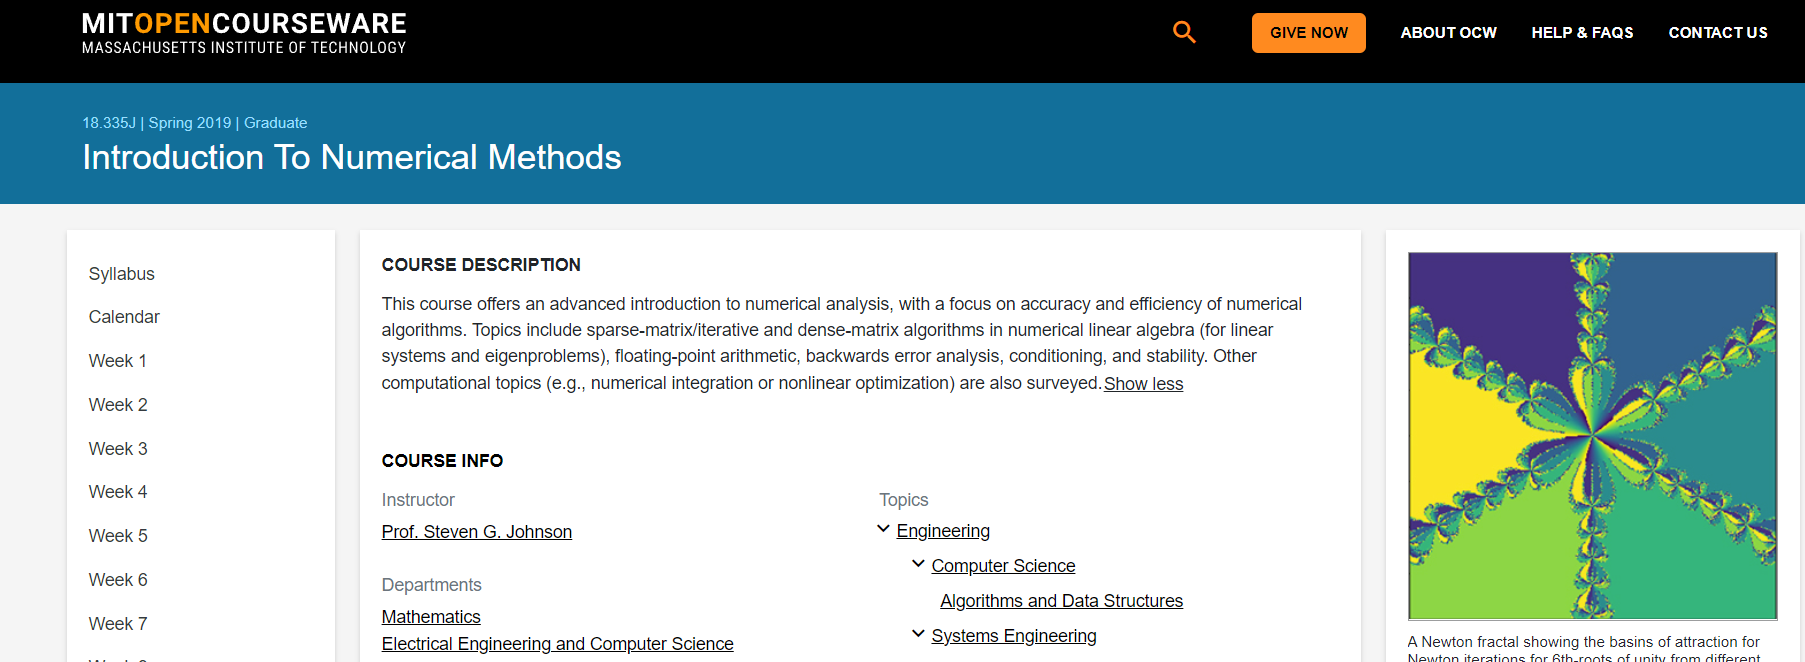 MITOPENCOURSEWARE
MASSACHUSETTS INSTITUTE OF TECHNOLOGY
GIVE NOW
ABOUT OCW
HELP & FAQS
CONTACT US
18.335J | Spring 2019 | Graduate
Introduction To Numerical Methods
Syllabus
Calendar
Week 1
Week 2
Week 3
Week 4
Week 5
Week 6
Week 7
COURSE DESCRIPTION
This course offers an advanced introduction to numerical analysis, with a focus on accuracy and efficiency of numerical
algorithms. Topics include sparse-matrix/iterative and dense-matrix algorithms in numerical linear algebra (for linear
systems and eigenproblems), floating-point arithmetic, backwards error analysis, conditioning, and stability. Other
computational topics (e.g., numerical integration or nonlinear optimization) are also surveyed. Show less
COURSE INFO
Instructor
Prof. Steven G. Johnson
Departments
Mathematics
Electrical Engineering and Computer Science
Topics
Engineering
Computer Science
Algorithms and Data Structures
Systems Engineering
A Newton fractal showing the basins of attraction for
Newton iterations for 6th-roots of unity from different